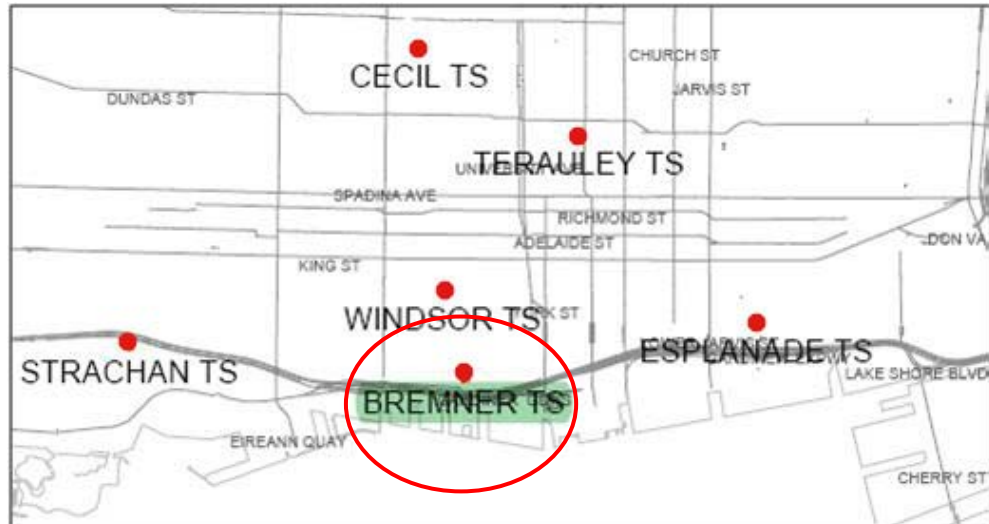 CHURCH ST
CECIL TS
JARVIS ST
DUNDAS ST
TERAULEY TS
SPADINA AVE
RICHMOND ST
ADELAIDE ST
DON VA
KING ST
WINDSOR TS
ESPLANADE TS
STRACHAN TS
LAKE SHORE BLVD
BREMNER TS
EIREANN QUAY
CHERRY ST